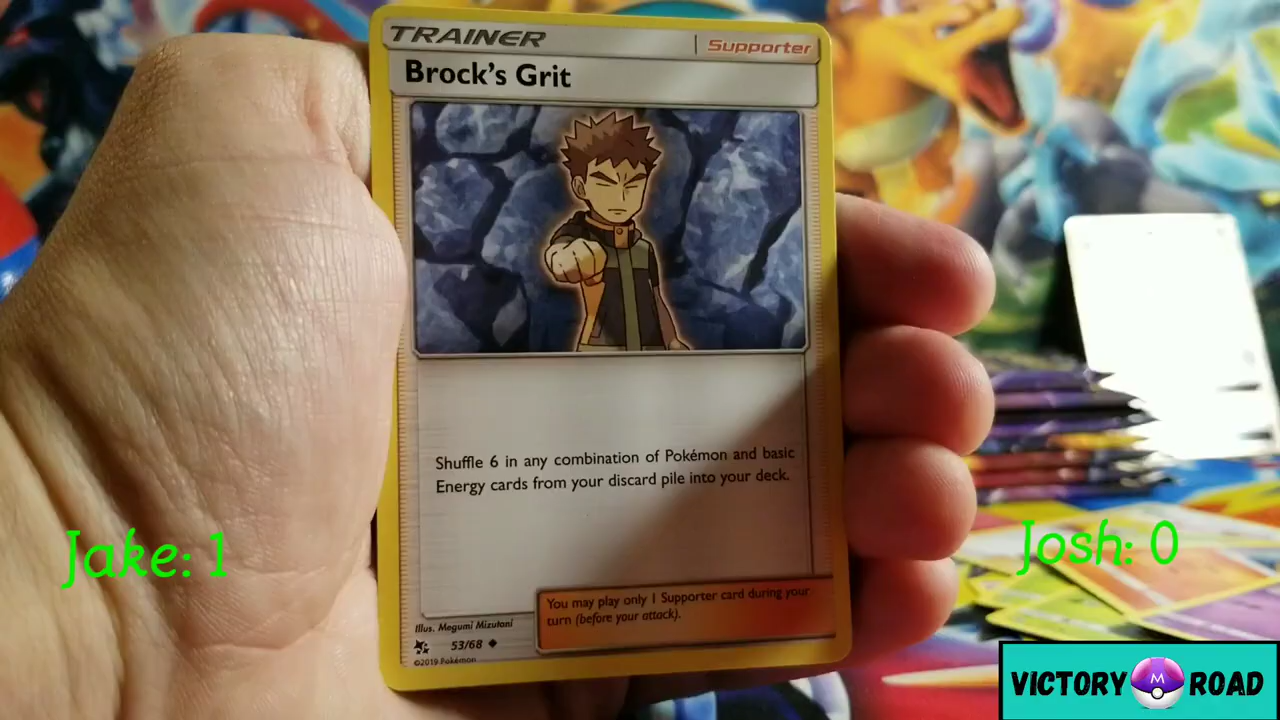 TRAINER
Supporter
Brock's Grit
Shuffle 6 in any combination of Pokémon and basic
Energy cards from your discard pile into your deck.
Jake: 1
Josh: 0
You may play only 1 Supporter card during your
turn (before your attack).
Illus. Megumi Mizutani
53/68
©2019 Pokémon
VICTORY M ROAD